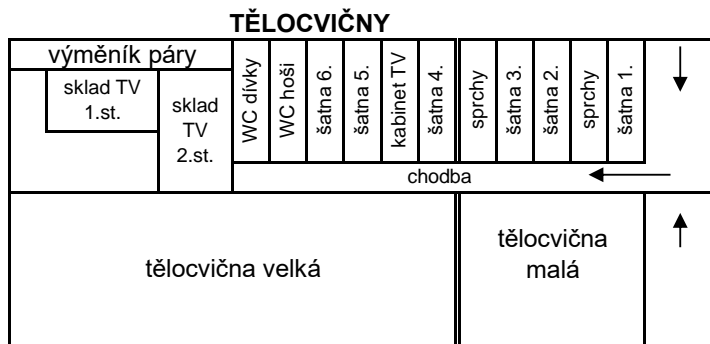 TĚLOCVIČNY
výměník páry
sklad TV
1.st.
sklad
TV
2.st.
WC dívky
WC hoši
šatna 6.
šatna 5.
kabinet TV
šatna 4.
sprchy
šatna 3.
šatna 2.
sprchy
šatna 1.
chodba
tělocvična velká
tělocvična
malá